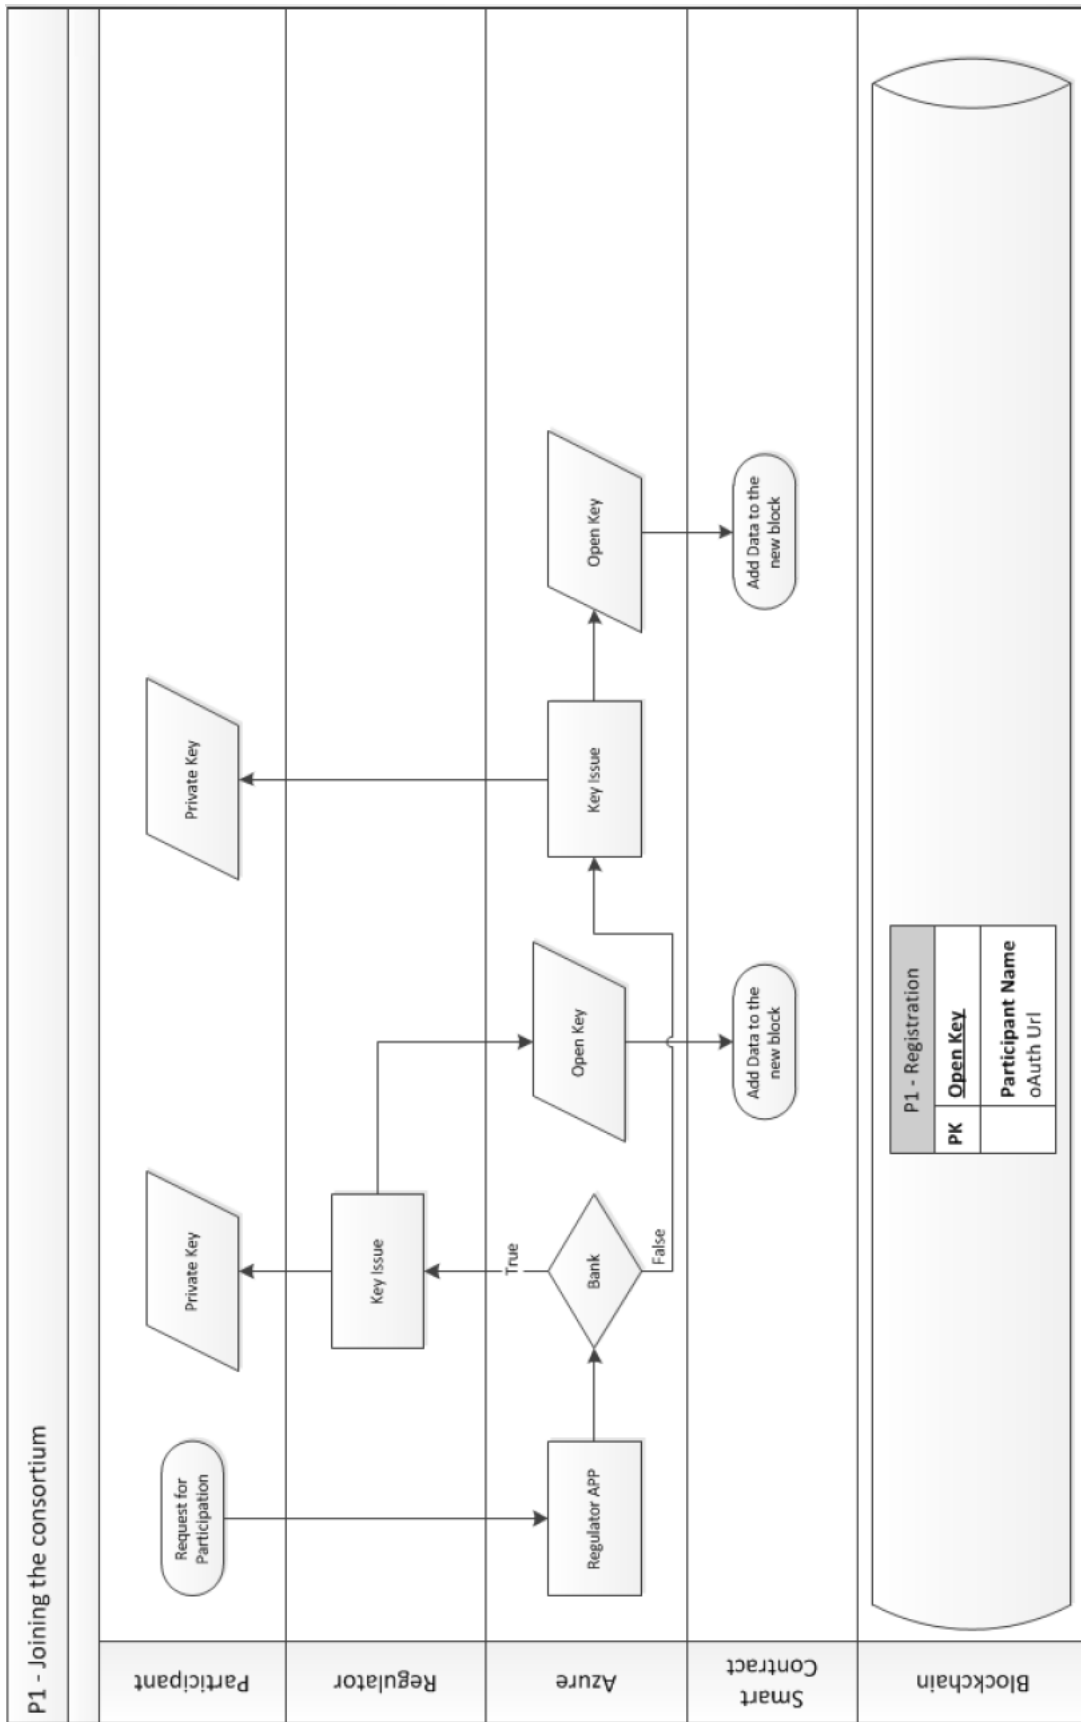 P1 - Joining the consortium
Participant
Request for
Participation
Private Key
Private Key
Regulator
Key Issue
Azure
Regulator APP
Bank
True
False
Open Key
Key Issue
Open Key
Smart
Contract
Add Data to the
new block
Add Data to the
new block
Blockchain
P1 - Registration
PK
Open Key
Participant Name
oAuth Url